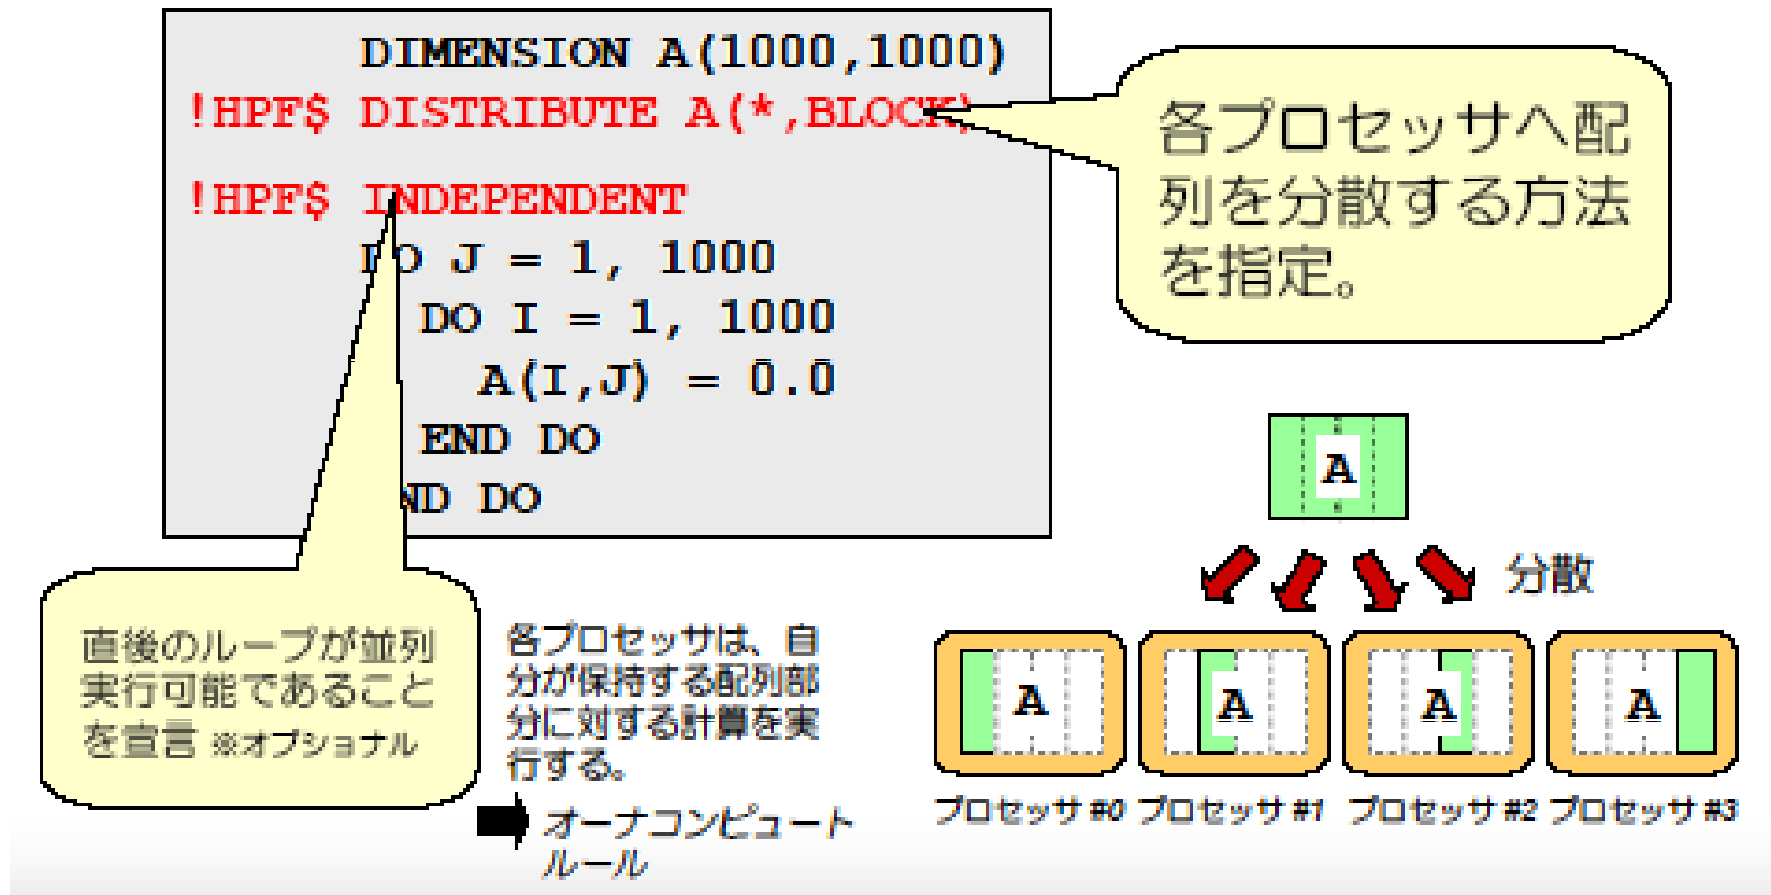 DIMENSION A(1000,1000)
!HPF$ DISTRIBUTE A(*,BLOCK)
!HPF$ INDEPENDENT
DO J = 1, 1000
DO I = 1, 1000
A(I,J) = 0.0
END DO
END DO
各プロセッサへ配
列を分散する方法
を指定。
直後のループが並列
実行可能であること
を宣言 ※オプショナル
各プロセッサは、自
分が保持する配列部
分に対する計算を実
行する。
オーナコンピュート
ルール
A
分散
A
A
A
A
プロセッサ #0
プロセッサ #1
プロセッサ #2
プロセッサ #3